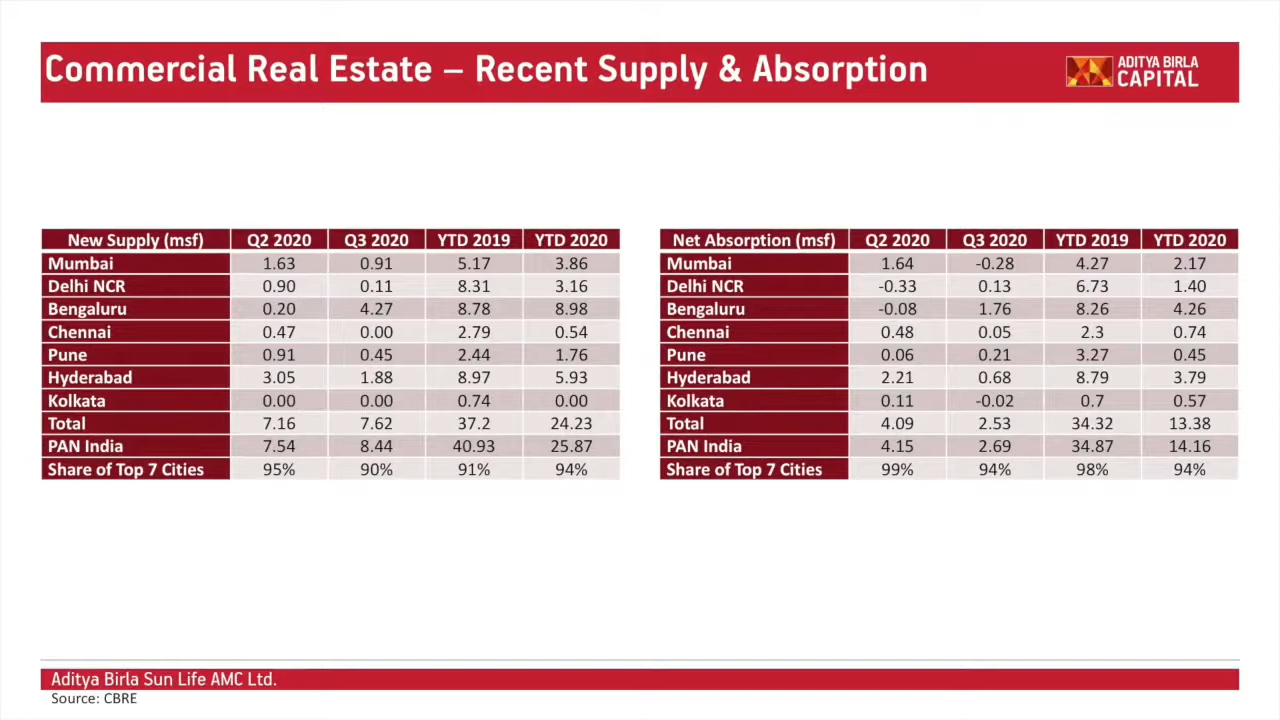 Commercial Real Estate – Recent Supply & Absorption
ADITYA BIRLA
CAPITAL
New Supply (msf) Q2 2020 Q3 2020 YTD 2019 YTD 2020
Mumbai 1.63 0.91 5.17 3.86
Delhi NCR 0.90 0.11 8.31 3.16
Bengaluru 0.20 4.27 8.78 8.98
Chennai 0.47 0.00 2.79 0.54
Pune 0.91 0.45 2.44 1.76
Hyderabad 3.05 1.88 8.97 5.93
Kolkata 0.00 0.00 0.74 0.00
Total 7.16 7.62 37.2 24.23
PAN India 7.54 8.44 40.93 25.87
Share of Top 7 Cities 95% 90% 91% 94%
Net Absorption (msf) Q2 2020 Q3 2020 YTD 2019 YTD 2020
Mumbai 1.64 -0.28 4.27 2.17
Delhi NCR -0.33 0.13 6.73 1.40
Bengaluru -0.08 1.76 8.26 4.26
Chennai 0.48 0.05 2.3 0.74
Pune 0.06 0.21 3.27 0.45
Hyderabad 2.21 0.68 8.79 3.79
Kolkata 0.11 -0.02 0.7 0.57
Total 4.09 2.53 34.32 13.38
PAN India 4.15 2.69 34.87 14.16
Share of Top 7 Cities 99% 94% 98% 94%
Aditya Birla Sun Life AMC Ltd.
Source: CBRE